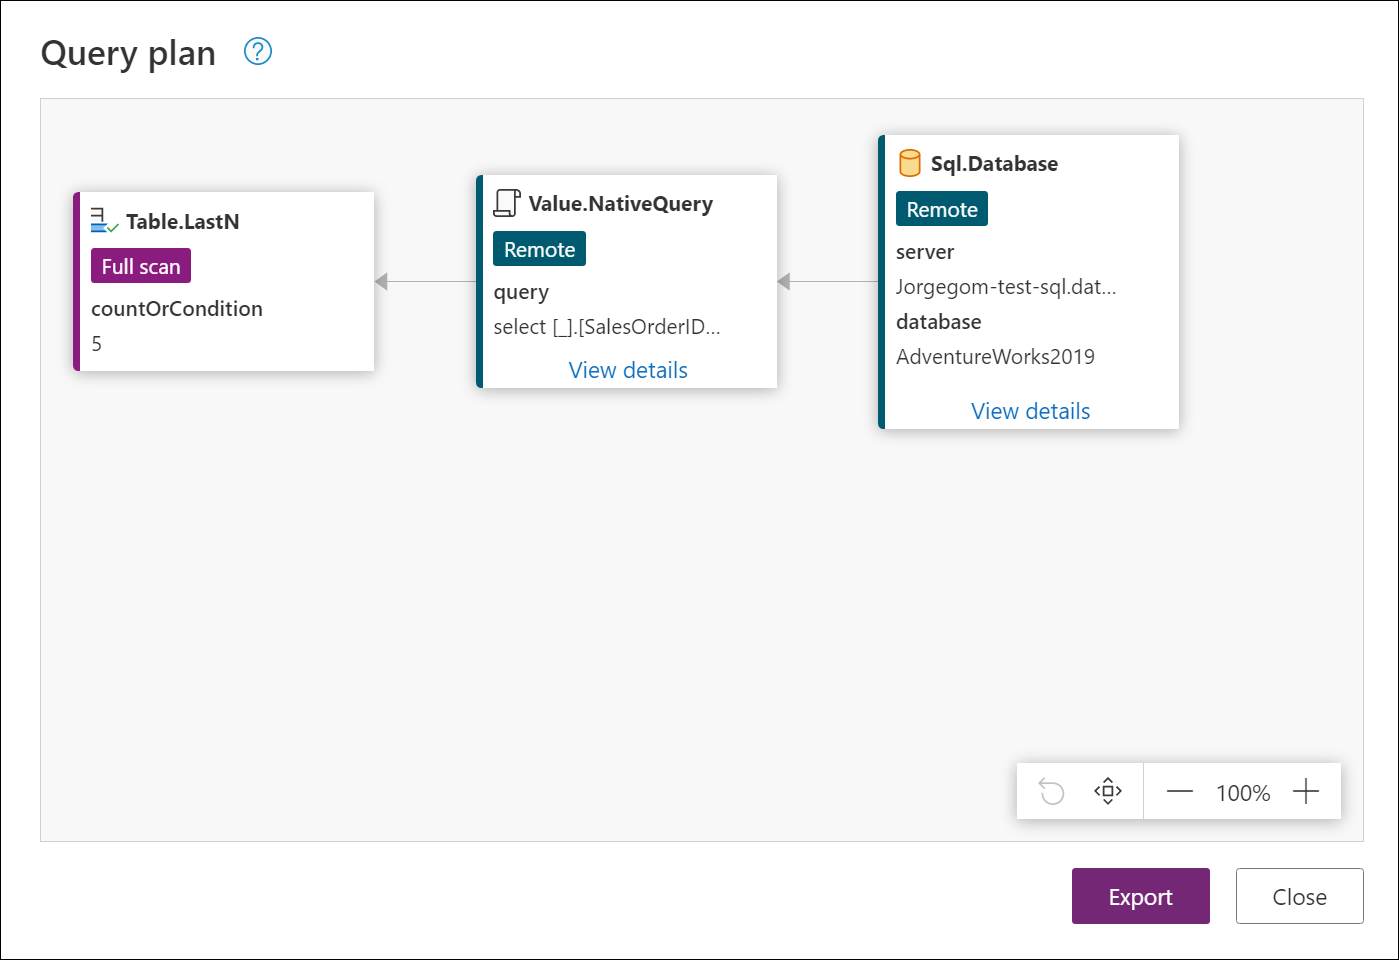 Query plan
?
Table.LastN
Full scan
countOrCondition
5
Value.NativeQuery
Remote
query
select [_].[SalesOrderID...
View details
Sql.Database
Remote
server
Jorgegom-test-sql.dat...
database
AdventureWorks2019
View details
100%
Export
Close